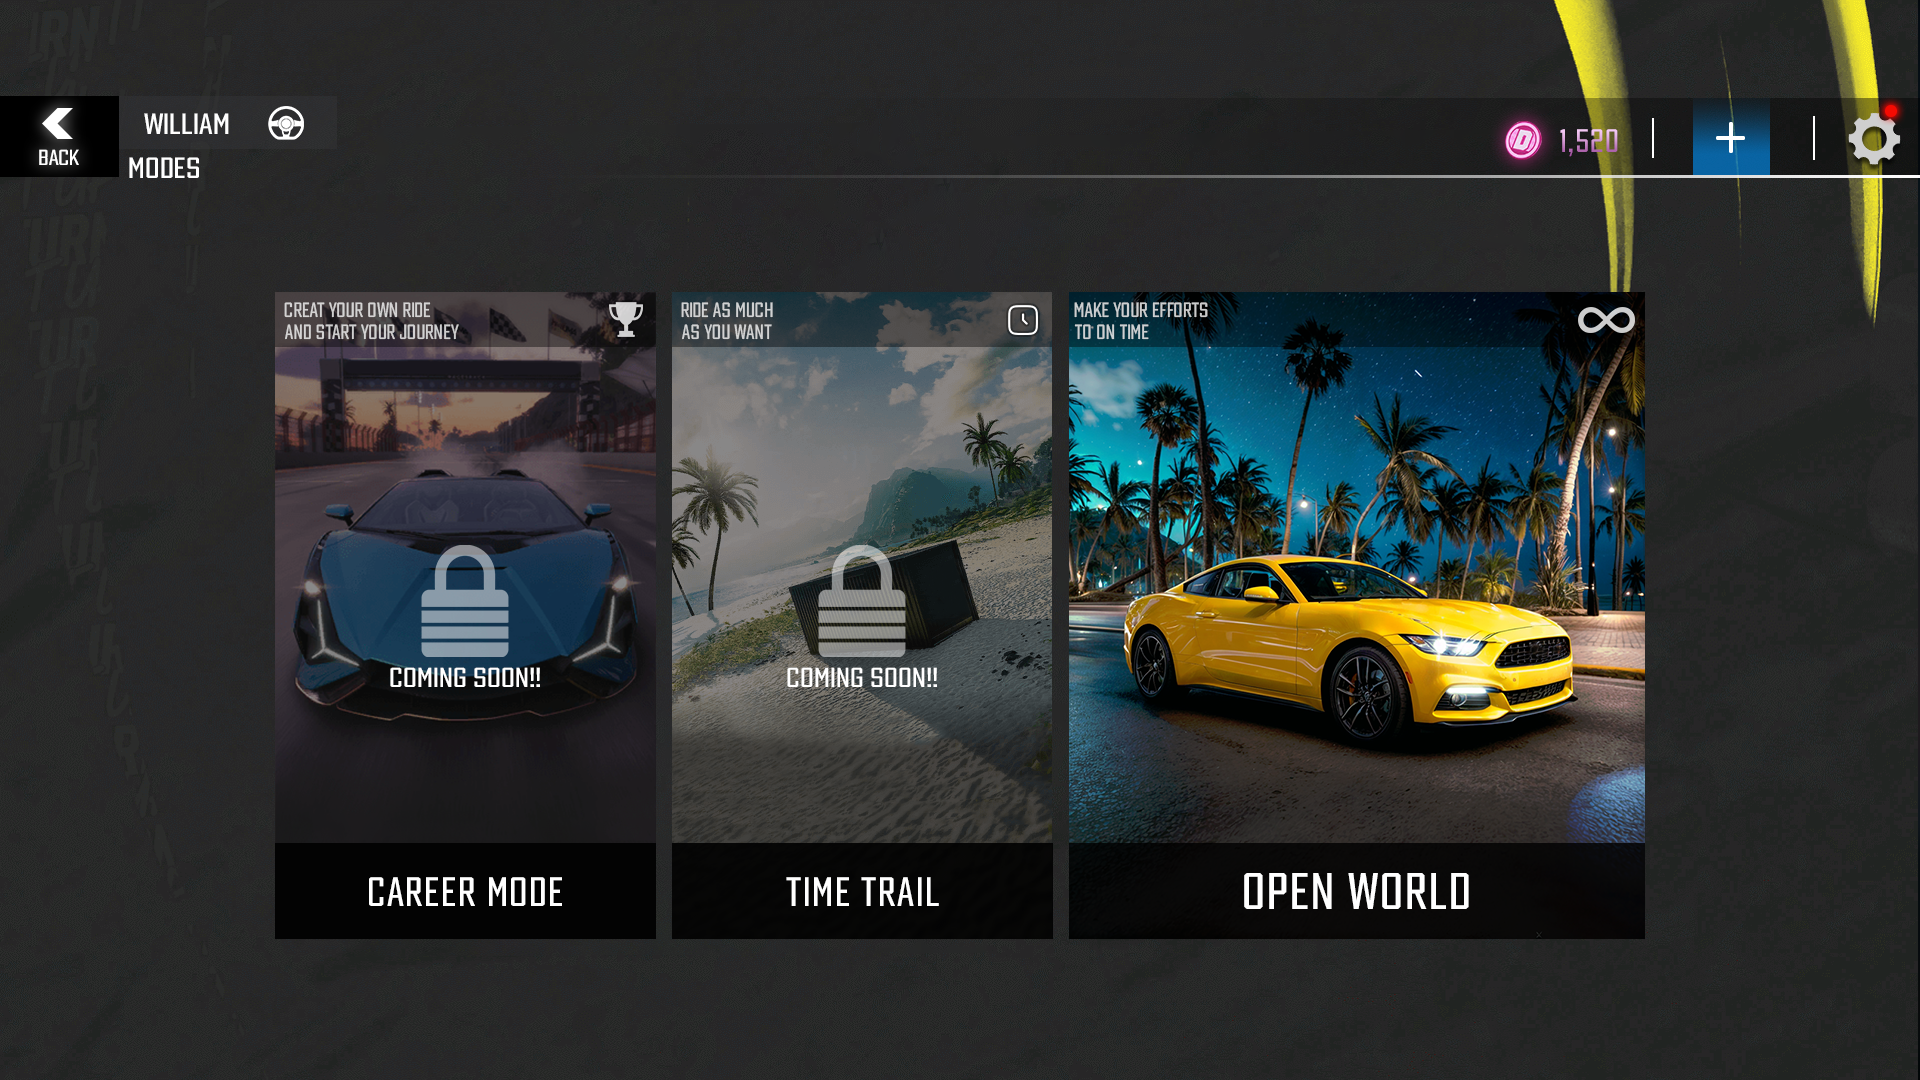 BACK
WILLIAM
MODES
1,520
CREAT YOUR OWN RIDE
AND START YOUR JOURNEY
COMING SOON!!
CAREER MODE
RIDE AS MUCH
AS YOU WANT
COMING SOON!!
TIME TRAIL
MAKE YOUR EFFORTS
TO ON TIME
OPEN WORLD